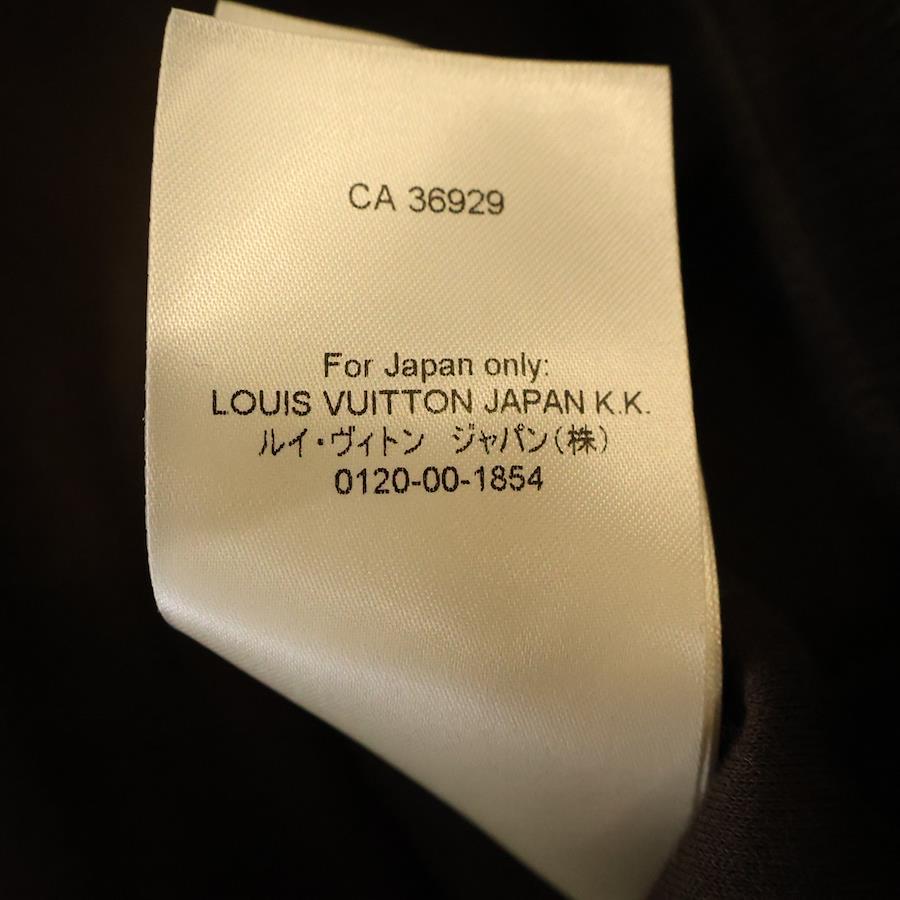 CA 36929
For Japan only:
LOUIS VUITTON JAPAN K.K.
ルイ・ヴィトン ジャパン(株)
0120-00-1854